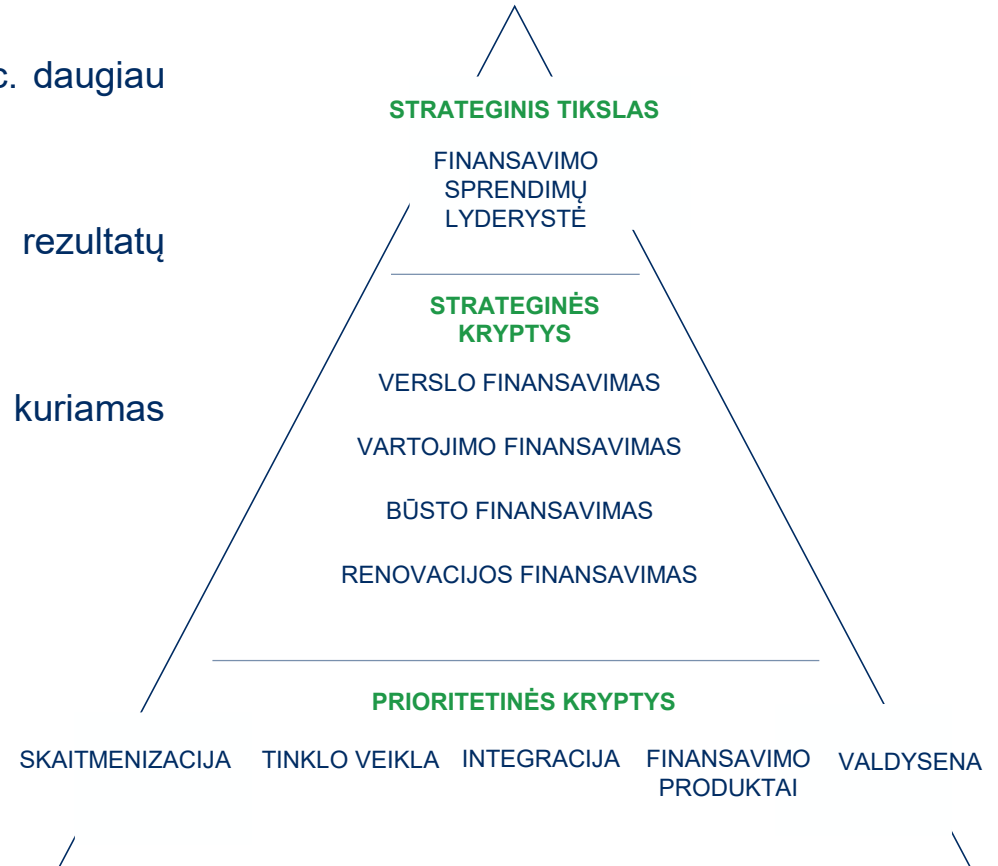 c. daugiau
rezultatų
kuriamas
STRATEGINIS TIKSLAS
FINANSAVIMO
SPRENDIMŲ
LYDERYSTĖ
STRATEGINĖS
KRYPTYS
VERSLO FINANSAVIMAS
VARTOJIMO FINANSAVIMAS
BŪSTO FINANSAVIMAS
RENOVACIJOS FINANSAVIMAS
PRIORITETINĖS KRYPTYS
SKAITMENIZACIJA
TINKLO VEIKLA
INTEGRACIJA
FINANSAVIMO
PRODUKTAI
VALDYSENA